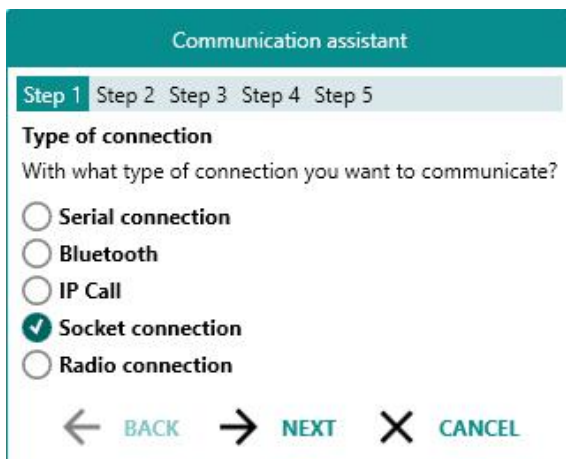 Communication assistant
Step 1 Step 2 Step 3 Step 4 Step 5
Type of connection
With what type of connection you want to communicate?
Serial connection
Bluetooth
IP Call
Socket connection
Radio connection
BACK NEXT CANCEL